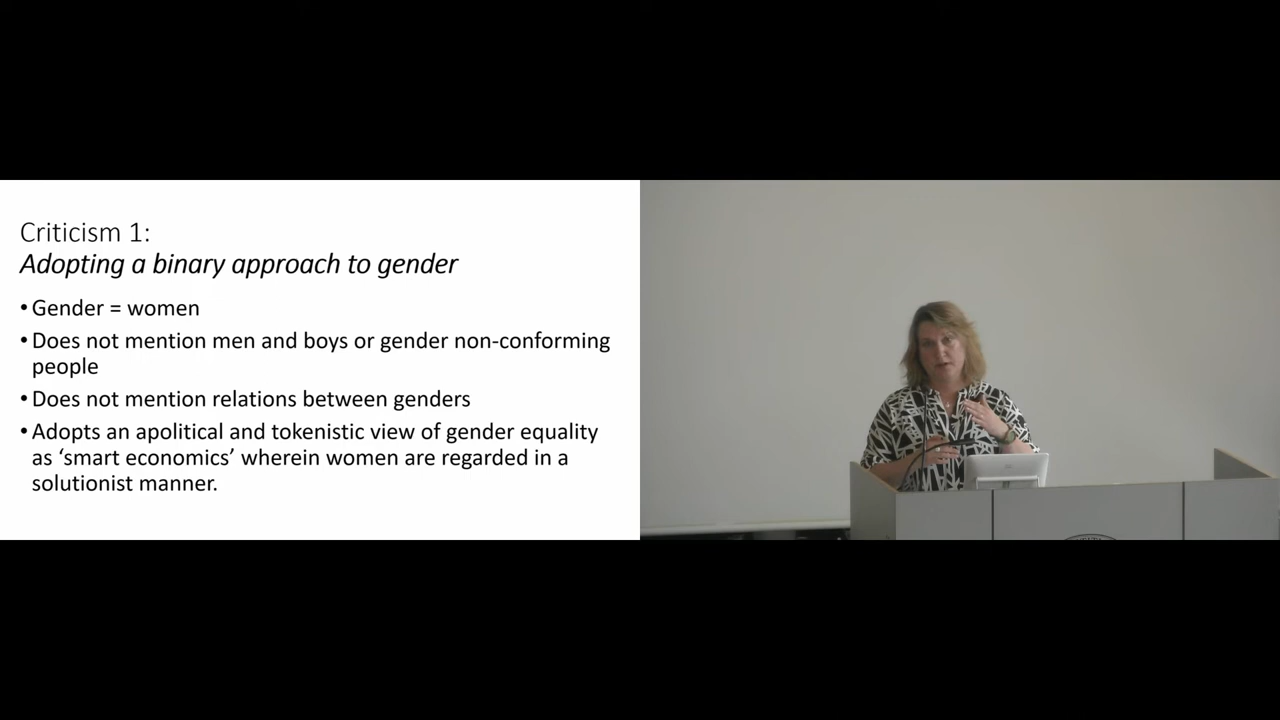 Criticism 1:
Adopting a binary approach to gender
• Gender = women
• Does not mention men and boys or gender non-conforming
people
• Does not mention relations between genders
• Adopts an apolitical and tokenistic view of gender equality
as ‘smart economics’ wherein women are regarded in a
solutionist manner.